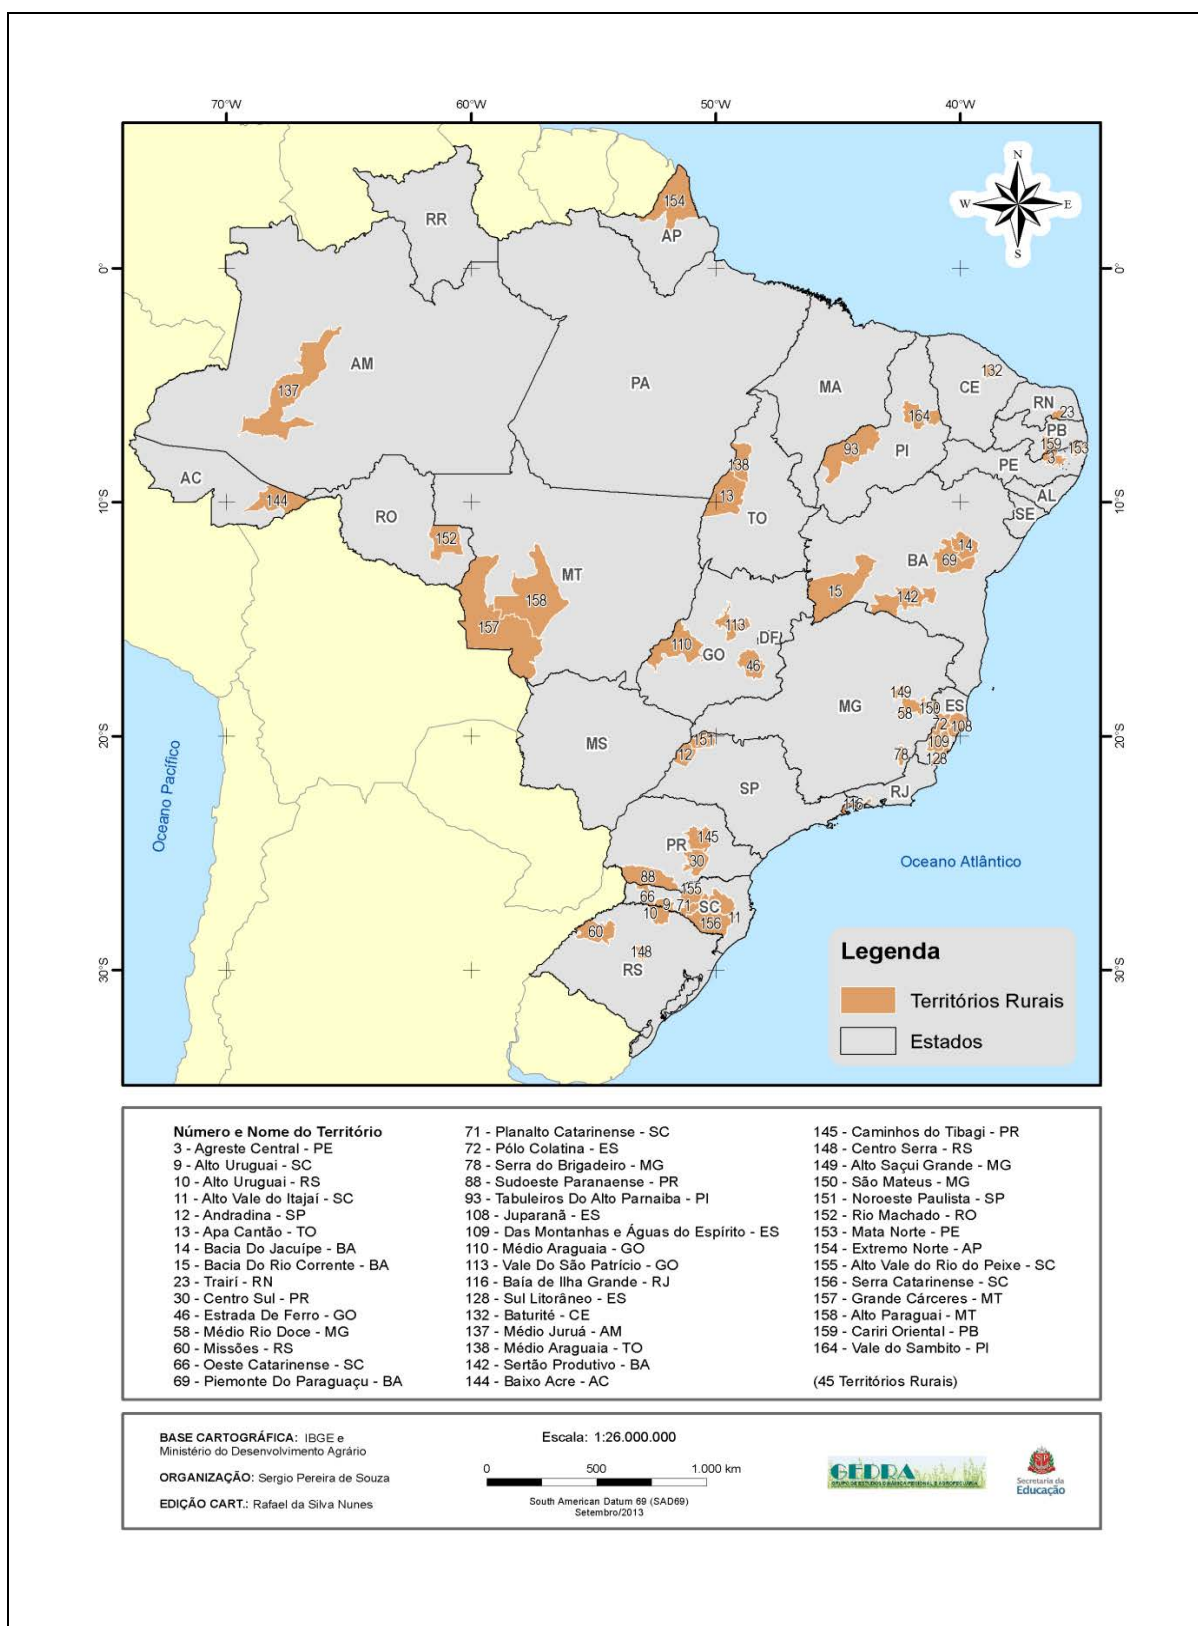 70°W 60°W 50°W 40°W
N
W E
S
154
RR
AP
0° 0°
AM
137
PA
MA
CE
132
RN
23
PB
164
159
153
93
PI
3
PE
138
AC
AL
13
144
10°S 10°S
SE
RO
TO
152
14
BA
69
MT
15
142
158
157
113
DF
110
GO
46
149
MG
58
150
ES
72
108
20°S 20°S
MS
151
109
12
78
128
SP
RJ
116
Oceano Pacífico
145
PR
30
Oceano Atlântico
88
155
66
9
71
SC
10
11
156
60
148
RS
30°S 30°S
Legenda
Territórios Rurais
Estados
Número e Nome do Território
3 - Agreste Central - PE
9 - Alto Uruguai - SC
10 - Alto Uruguai - RS
11 - Alto Vale do Itajaí - SC
12 - Andradina - SP
13 - Apa Cantão - TO
14 - Bacia Do Jacuípe - BA
15 - Bacia Do Rio Corrente - BA
23 - Trairí - RN
30 - Centro Sul - PR
46 - Estrada De Ferro - GO
58 - Médio Rio Doce - MG
60 - Missões - RS
66 - Oeste Catarinense - SC
69 - Piemonte Do Paraguaçu - BA
71 - Planalto Catarinense - SC
72 - Pólo Colatina - ES
78 - Serra do Brigadeiro - MG
88 - Sudoeste Paranaense - PR
93 - Tabuleiros Do Alto Parnaiba - PI
108 - Juparanã - ES
109 - Das Montanhas e Águas do Espírito - ES
110 - Médio Araguaia - GO
113 - Vale Do São Patrício - GO
116 - Baía de Ilha Grande - RJ
128 - Sul Litorâneo - ES
132 - Baturité - CE
137 - Médio Juruá - AM
138 - Médio Araguaia - TO
142 - Sertão Produtivo - BA
144 - Baixo Acre - AC
145 - Caminhos do Tibagi - PR
148 - Centro Serra - RS
149 - Alto Saçui Grande - MG
150 - São Mateus - MG
151 - Noroeste Paulista - SP
152 - Rio Machado - RO
153 - Mata Norte - PE
154 - Extremo Norte - AP
155 - Alto Vale do Rio do Peixe - SC
156 - Serra Catarinense - SC
157 - Grande Cárceres - MT
158 - Alto Paraguai - MT
159 - Cariri Oriental - PB
164 - Vale do Sambito - PI
(45 Territórios Rurais)
BASE CARTOGRÁFICA: IBGE e
Ministério do Desenvolvimento Agrário
ORGANIZAÇÃO: Sergio Pereira de Souza
EDIÇÃO CART.: Rafael da Silva Nunes
Escala: 1:26.000.000
0 500 1.000 km
South American Datum 69 (SAD69)
Setembro/2013
GEDRA
Secretaria da
Educação